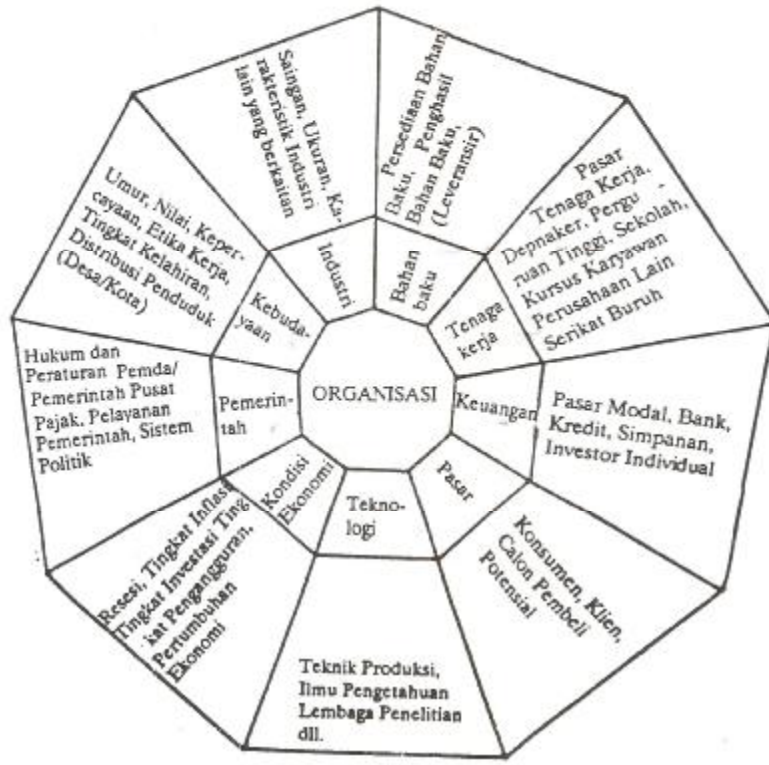 ORGANISASI
Industri
Saingan, Ukuran, Ka-
rakteristik Industri
lain yang berkaitan
Bahan
baku
Persediaan Bahan
Baku, Penghasil
Bahan Baku,
(Leveransir)
Tenaga
kerja
Pasar
Tenaga Kerja,
Depnaker, Pergu
ruan Tinggi, Sekolah,
Kursus Karyawan
Perusahaan Lain
Serikat Buruh
Keuangan
Pasar Modal, Bank,
Kredit, Simpanan,
Investor Individual
Pasar
Konsumen, Klien,
Calon Pembeli
Potensial
Tekno-
logi
Teknik Produksi,
Ilmu Pengetahuan
Lembaga Penelitian
dll.
Kondisi
Ekonomi
Resesi, Tingkat Inflasi
Tingkat Investasi Ting
kat Pengangguran,
Pertumbuhan
Ekonomi
Pemerin-
tah
Hukum dan
Peraturan Pemda/
Pemerintah Pusat
Pajak, Pelayanan
Pemerintah, Sistem
Politik
Kebuda-
yaan
Umur, Nilai, Keper-
cayaan, Etika Kerja,
Tingkat Kelahiran,
Distribusi Penduduk
(Desa/Kota)